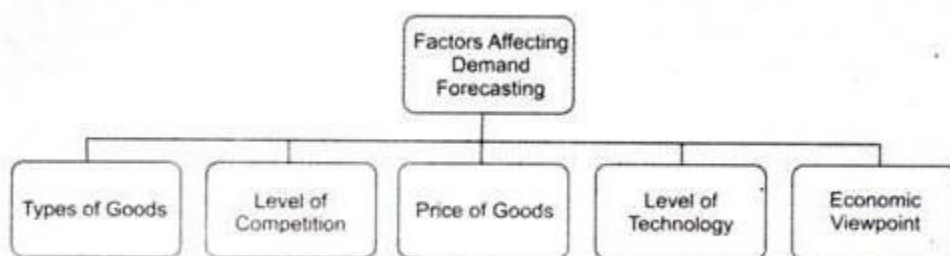 Factors Affecting
Demand
Forecasting
Types of Goods
Level of
Competition
Price of Goods
Level of
Technology
Economic
Viewpoint